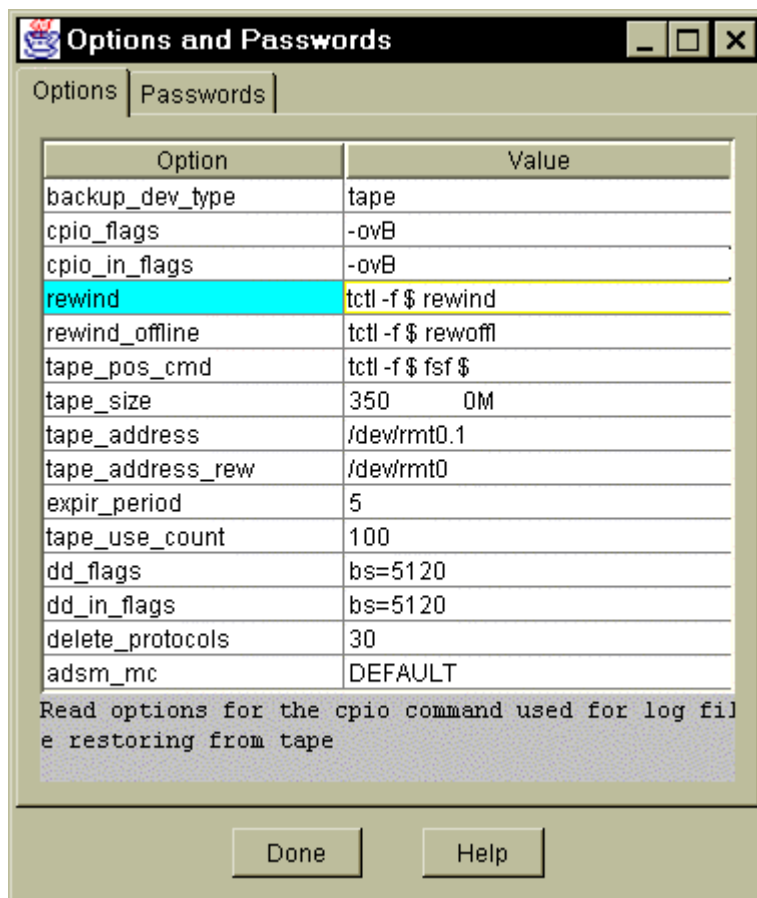 Options and Passwords
Options Passwords
Option Value
backup_dev_type tape
cpio_flags -ovB
cpio_in_flags -ovB
rewind tctl -f $ rewind
rewind_offline tctl -f $ rewoffl
tape_pos_cmd tctl -f $ fsf $
tape_size 350 0M
tape_address /dev/rmt0.1
tape_address_rew /dev/rmt0
expir_period 5
tape_use_count 100
dd_flags bs=5120
dd_in_flags bs=5120
delete_protocols 30
adsm_mc DEFAULT
Read options for the cpio command used for log fil
e restoring from tape
Done Help